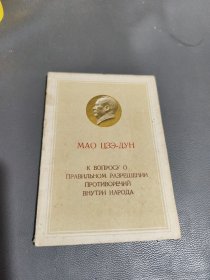 МАО ЦЗЭ-ДУН
К ВОПРОСУ О
ПРАВИЛЬНОМ РАЗРЕШЕНИИ
ПРОТИВОРЕЧИЙ
ВНУТРИ НАРОДА